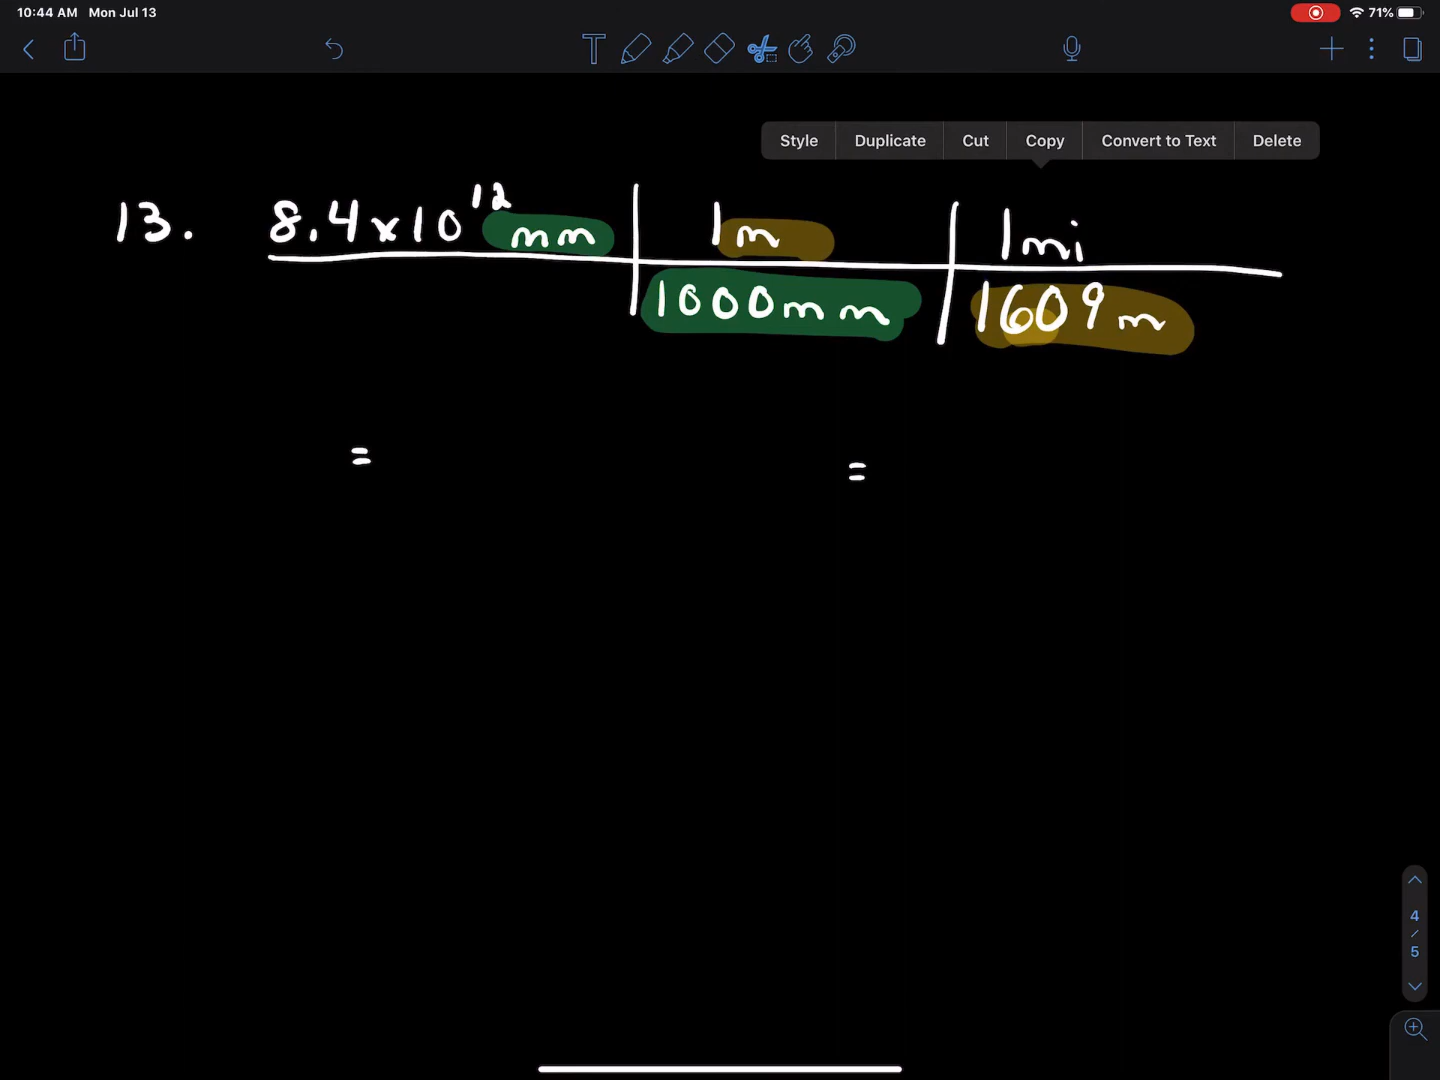 10:44 AM Mon Jul 13
71%
T
Style Duplicate Cut Copy Convert to Text Delete
13. 8.4x10¹² mm 1m 1mi
1000mm 1609m
= =
4
/
5